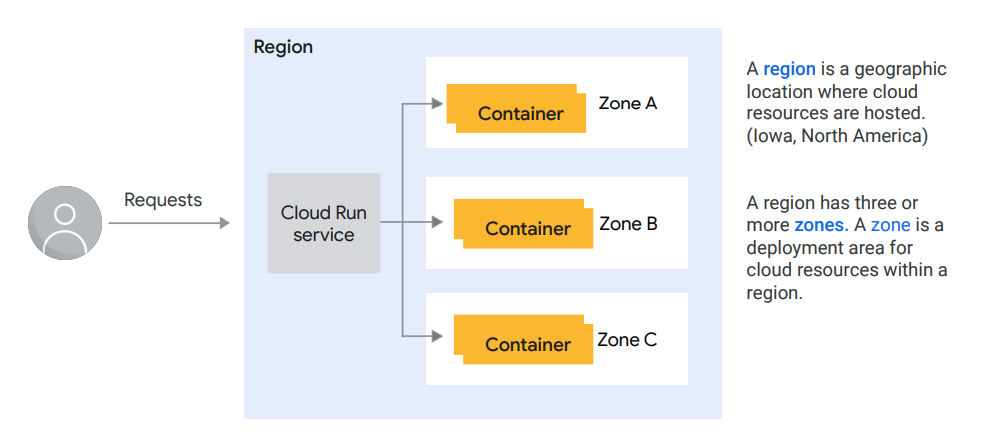 Region
Requests
Cloud Run
service
Container
Zone A
Container
Zone B
Container
Zone C
A region is a geographic
location where cloud
resources are hosted.
(Iowa, North America)
A region has three or
more zones. A zone is a
deployment area for
cloud resources within a
region.